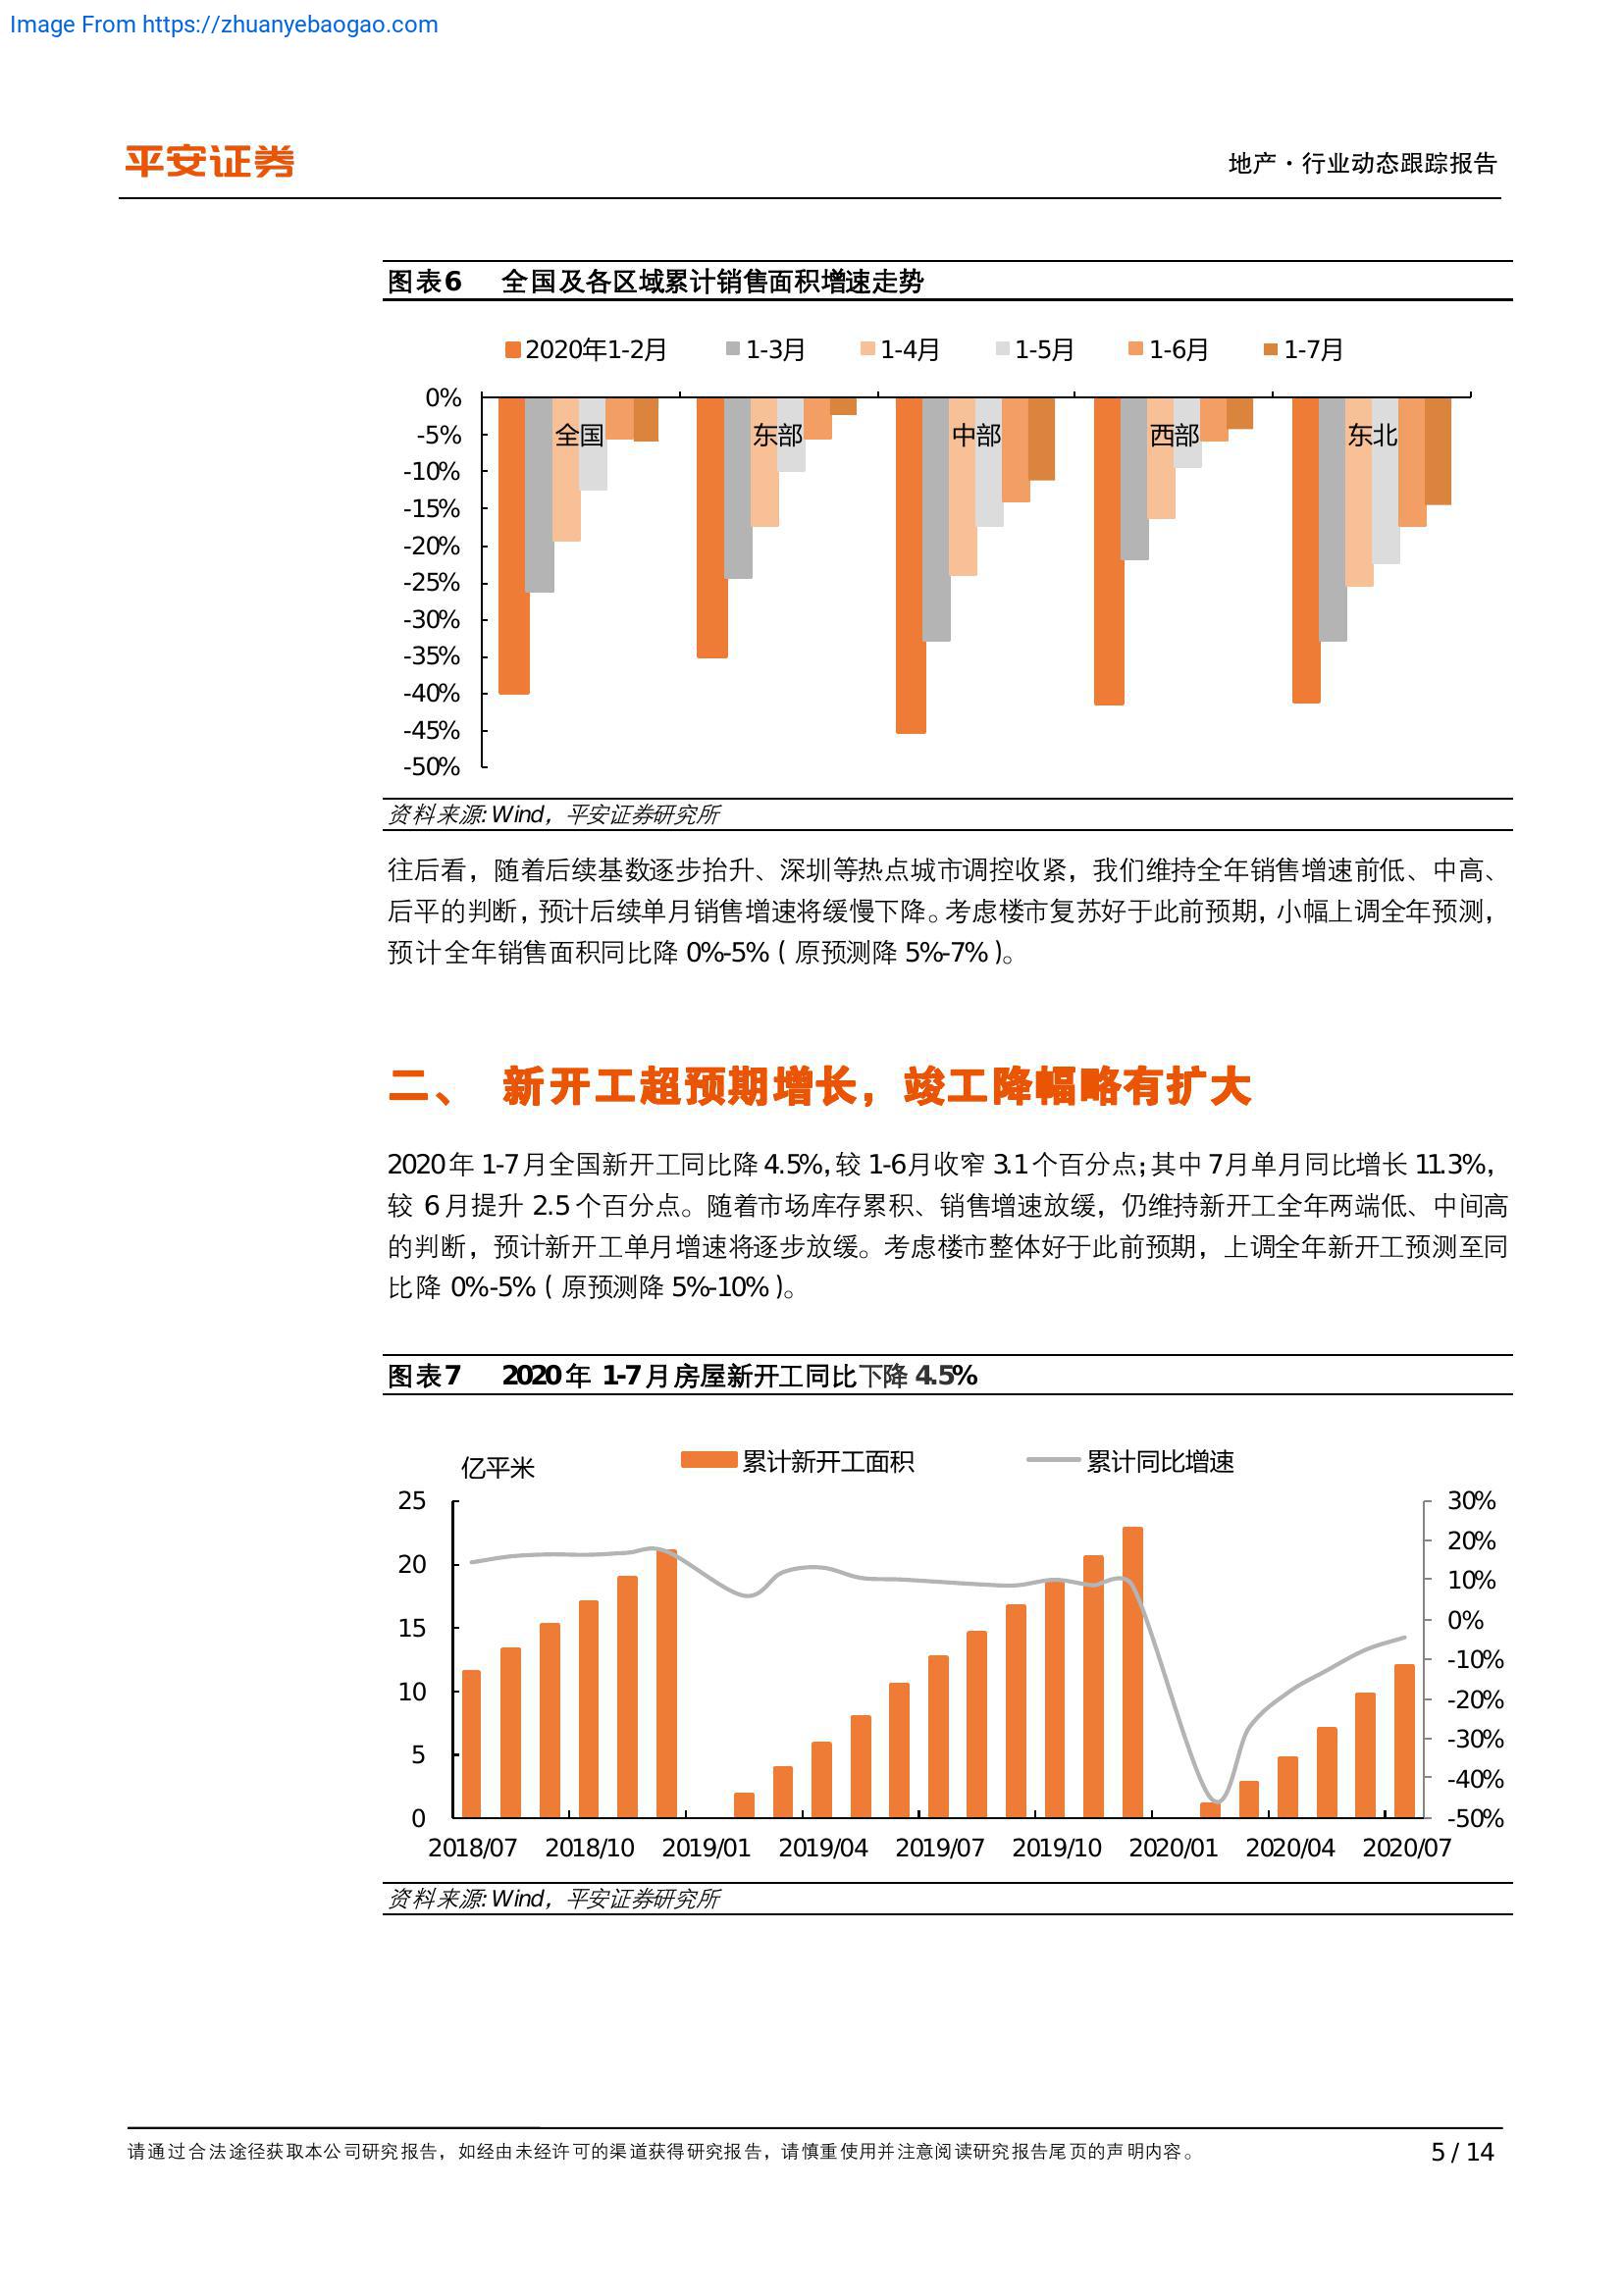 Image From https://zhuanyebaogao.com
平安证券
地产·行业动态跟踪报告
图表6 全国及各区域累计销售面积增速走势
2020年1-2月 1-3月 1-4月 1-5月 1-6月 1-7月
0%
-5%
-10%
-15%
-20%
-25%
-30%
-35%
-40%
-45%
-50%
全国 东部 中部 西部 东北
资料来源:Wind，平安证券研究所
往后看，随着后续基数逐步抬升、深圳等热点城市调控收紧，我们维持全年销售增速前低、中高、
后平的判断，预计后续单月销售增速将缓慢下降。考虑楼市复苏好于此前预期，小幅上调全年预测，
预计全年销售面积同比降 0%-5%（原预测降 5%-7%）。
二、 新开工超预期增长，竣工降幅略有扩大
2020年 1-7月全国新开工同比降4.5%，较 1-6月收窄 3.1个百分点；其中 7月单月同比增长 11.3%，
较 6月提升 2.5个百分点。随着市场库存累积、销售增速放缓，仍维持新开工全年两端低、中间高
的判断，预计新开工单月增速将逐步放缓。考虑楼市整体好于此前预期，上调全年新开工预测至同
比降 0%-5%（原预测降 5%-10%）。
图表7 2020年 1-7月房屋新开工同比下降 4.5%
亿平米 累计新开工面积 累计同比增速
25
20
15
10
5
0
30%
20%
10%
0%
-10%
-20%
-30%
-40%
-50%
2018/07 2018/10 2019/01 2019/04 2019/07 2019/10 2020/01 2020/04 2020/07
资料来源:Wind，平安证券研究所
请通过合法途径获取本公司研究报告，如经由未经许可的渠道获得研究报告，请慎重使用并注意阅读研究报告尾页的声明内容。
5 / 14